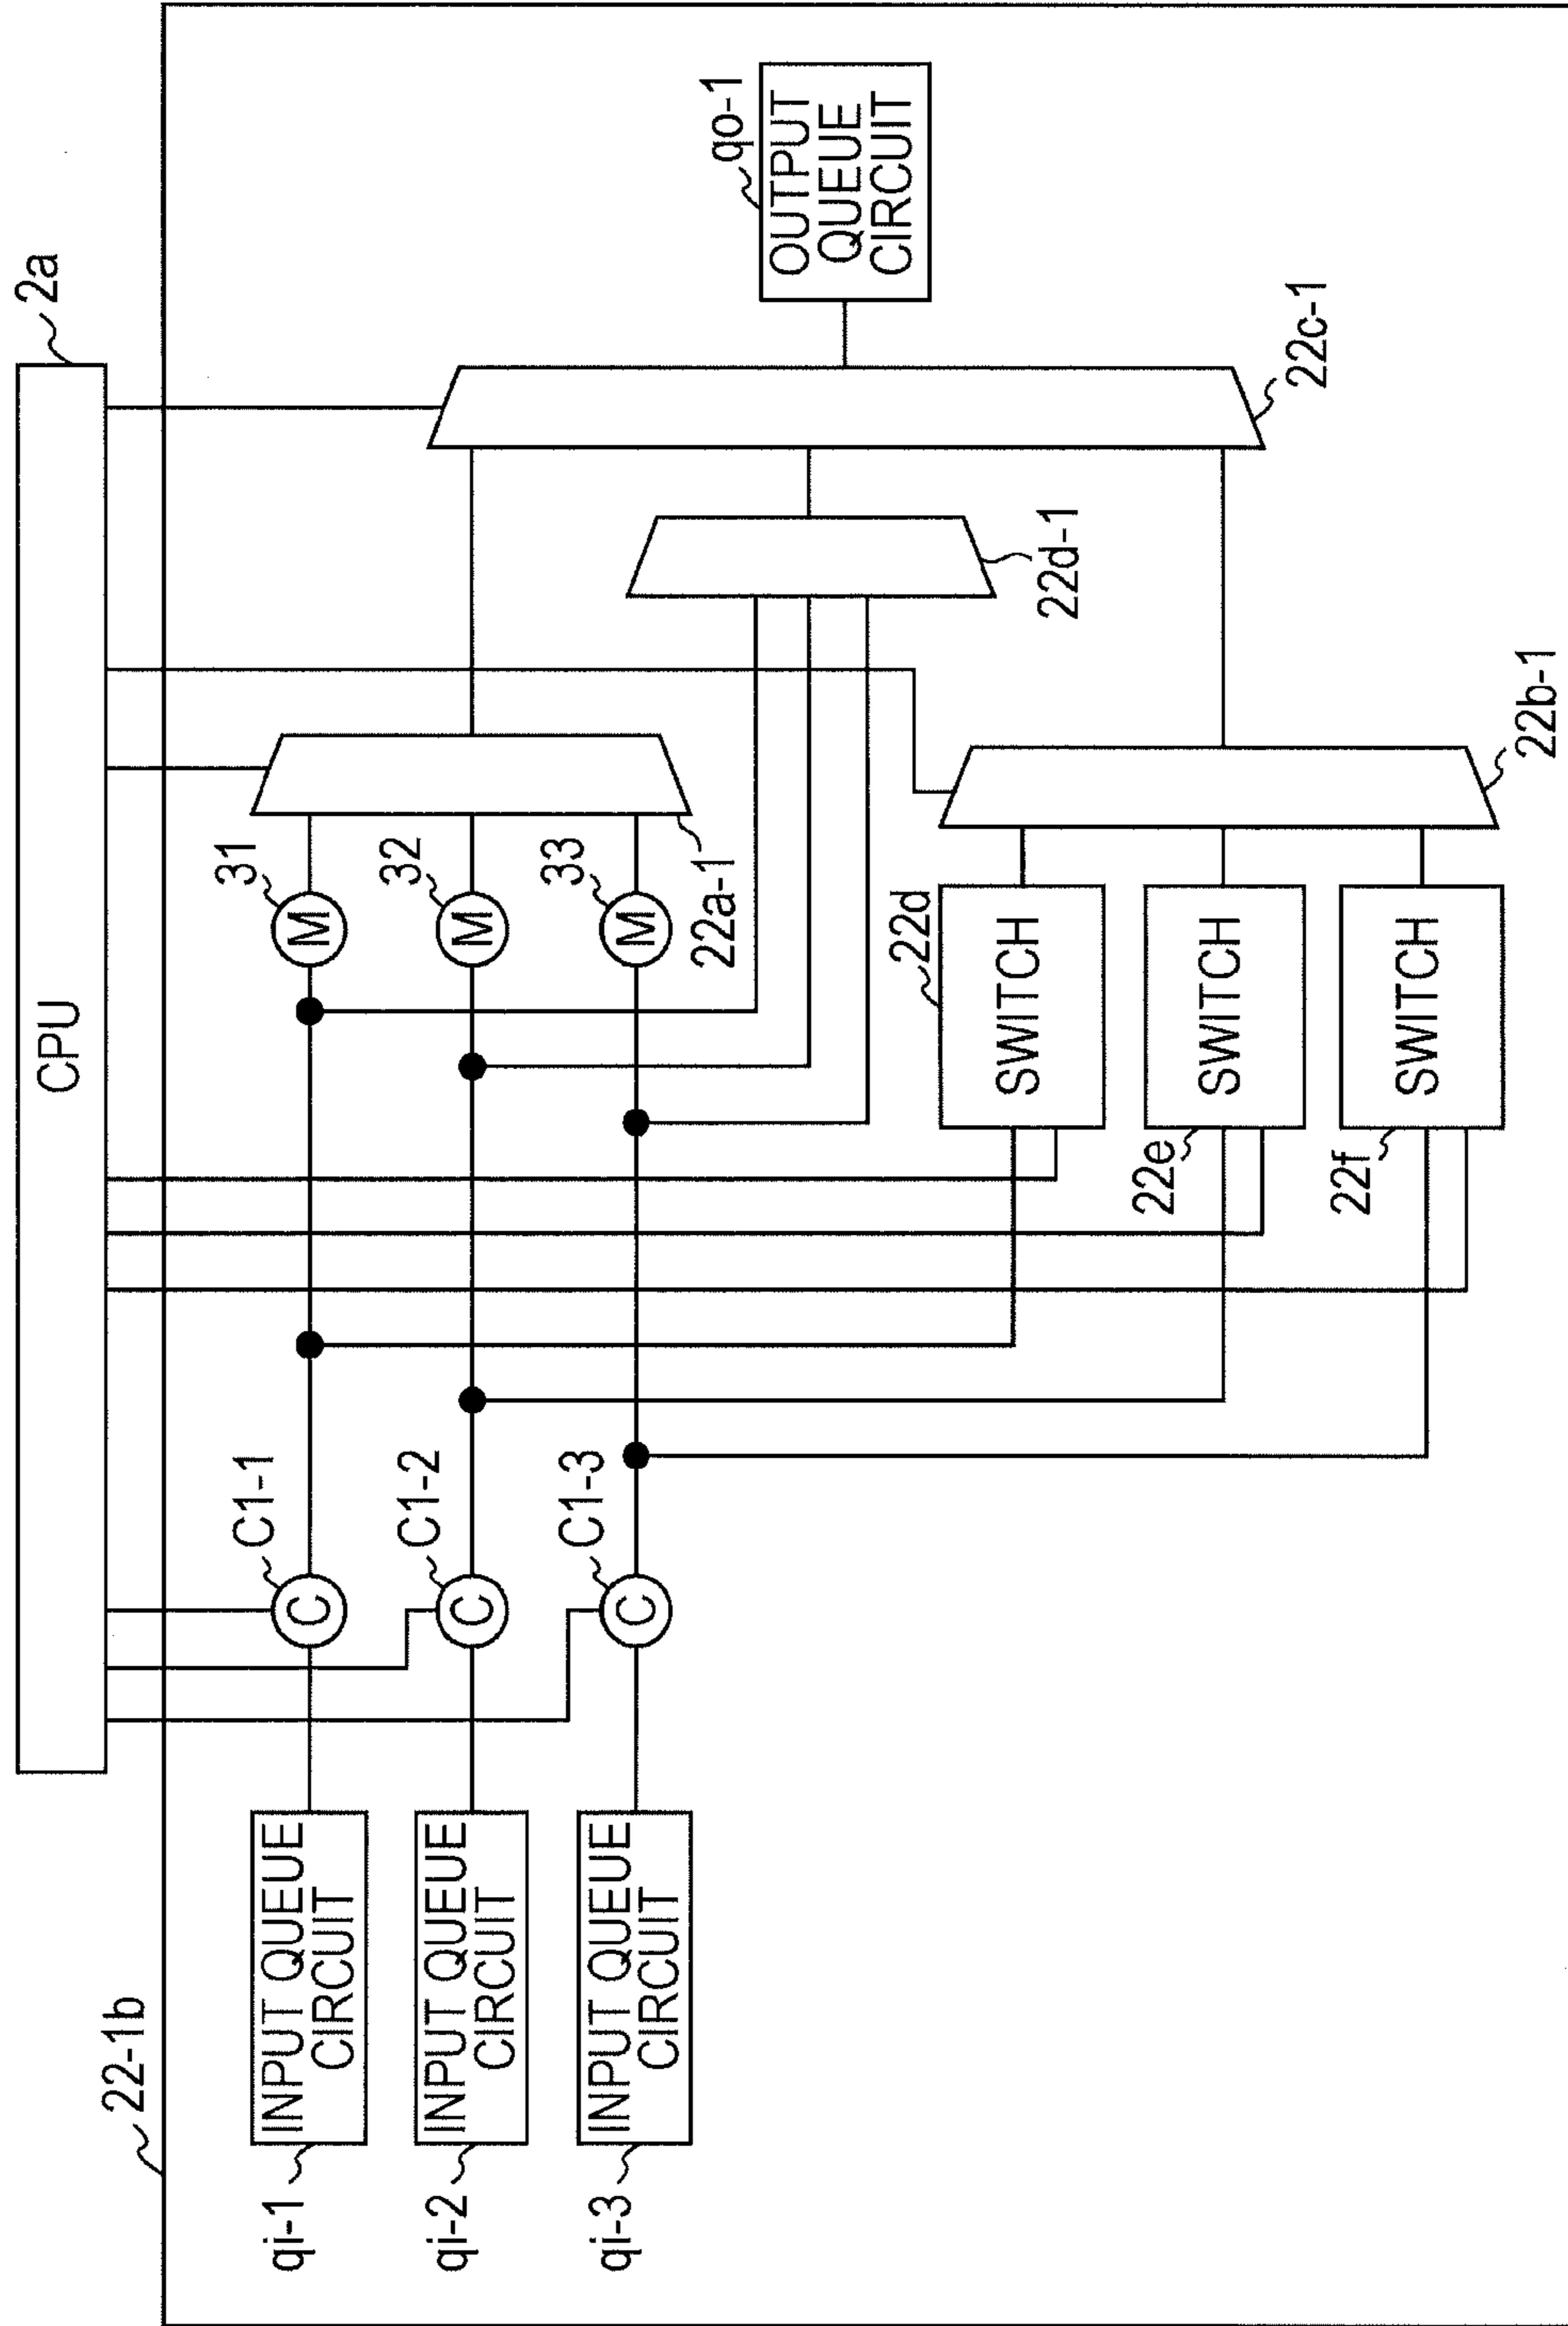 CPU
2a
22-1b
qi-1
INPUT QUEUE
CIRCUIT
qi-2
INPUT QUEUE
CIRCUIT
qi-3
INPUT QUEUE
CIRCUIT
C
C1-1
C
C1-2
C
C1-3
M
31
M
32
M
33
22a-1
22d
SWITCH
22e
SWITCH
22f
SWITCH
22b-1
22d-1
22c-1
qo-1
OUTPUT
QUEUE
CIRCUIT